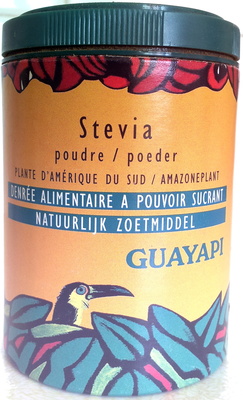 Stevia
poudre / poeder
PLANTE D'AMÉRIQUE DU SUD / AMAZONEPLANT
DENRÉE ALIMENTAIRE A POUVOIR SUCRANT
NATUURLIJK ZOETMIDDEL
GUAYAPI